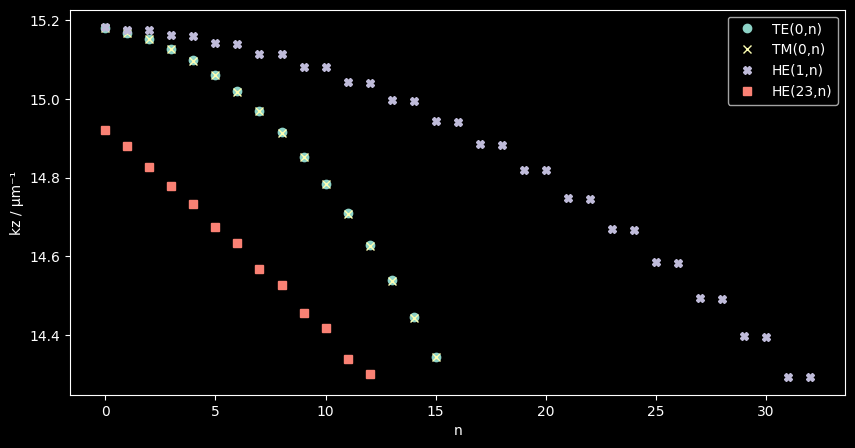 15.2
15.0
14.8
14.6
14.4
kz / μm⁻¹
0
5
10
15
20
25
30
n
TE(0,n)
TM(0,n)
HE(1,n)
HE(23,n)